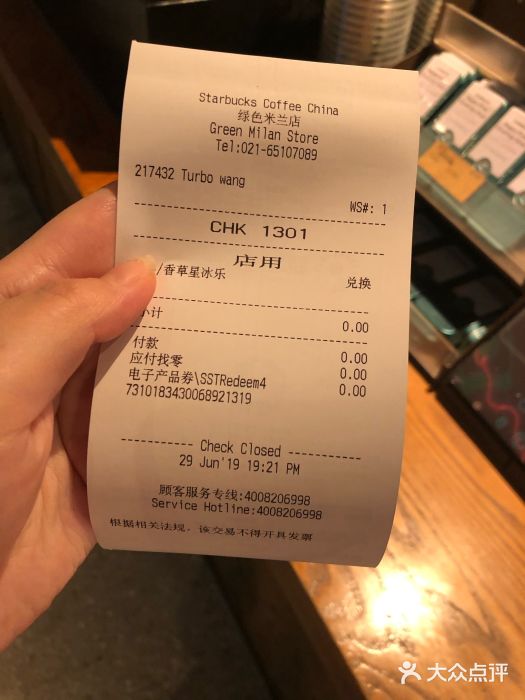 Starbucks Coffee China
绿色米兰店
Green Milan Store
Tel:021-65107089
217432 Turbo wang
WS#: 1
CHK 1301
店用
/香草星冰乐 兑换
小计 0.00
付款 0.00
应付找零 0.00
电子产品券\SSTRedeem4 0.00
7310183430068921319
Check Closed
29 Jun'19 19:21 PM
顾客服务专线:4008206998
Service Hotline:4008206998
根据相关法规, 该交易不得开具发票
大众点评